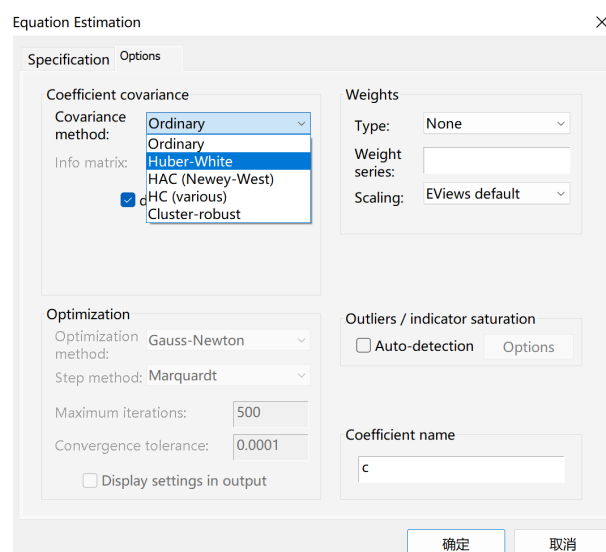 Equation Estimation
Specification Options
Coefficient covariance
Covariance
method:
Ordinary
Ordinary
Huber-White
HAC (Newey-West)
HC (various)
Cluster-robust
Info matrix:
d
Weights
Type: None
Weight
series:
Scaling: EViews default
Optimization
Optimization
method:
Gauss-Newton
Step method: Marquardt
Maximum iterations: 500
Convergence tolerance: 0.0001
Display settings in output
Outliers / indicator saturation
Auto-detection Options
Coefficient name
c
确定 取消